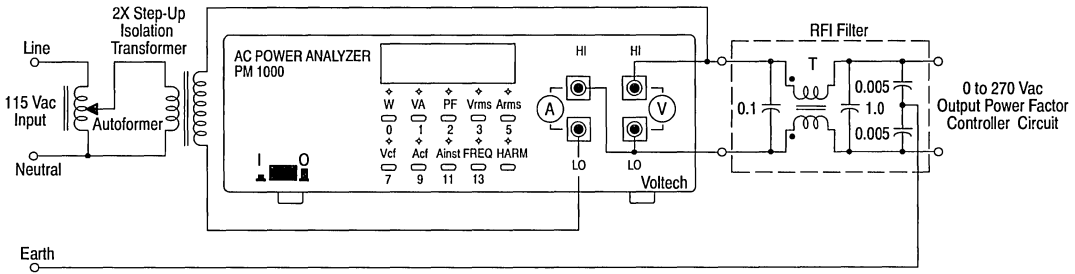 2X Step-Up
Isolation
Transformer
Line
115 Vac
Input
Autoformer
Neutral
Earth
AC POWER ANALYZER
PM 1000
W VA PF Vrms Arms
0 1 2 3 5
Vcf Acf Ainst FREQ HARM
7 9 11 13
I O
HI HI
A V
LO LO
Voltech
RFI Filter
T
0.1
1.0
0.005
0.005
0 to 270 Vac
Output Power Factor
Controller Circuit